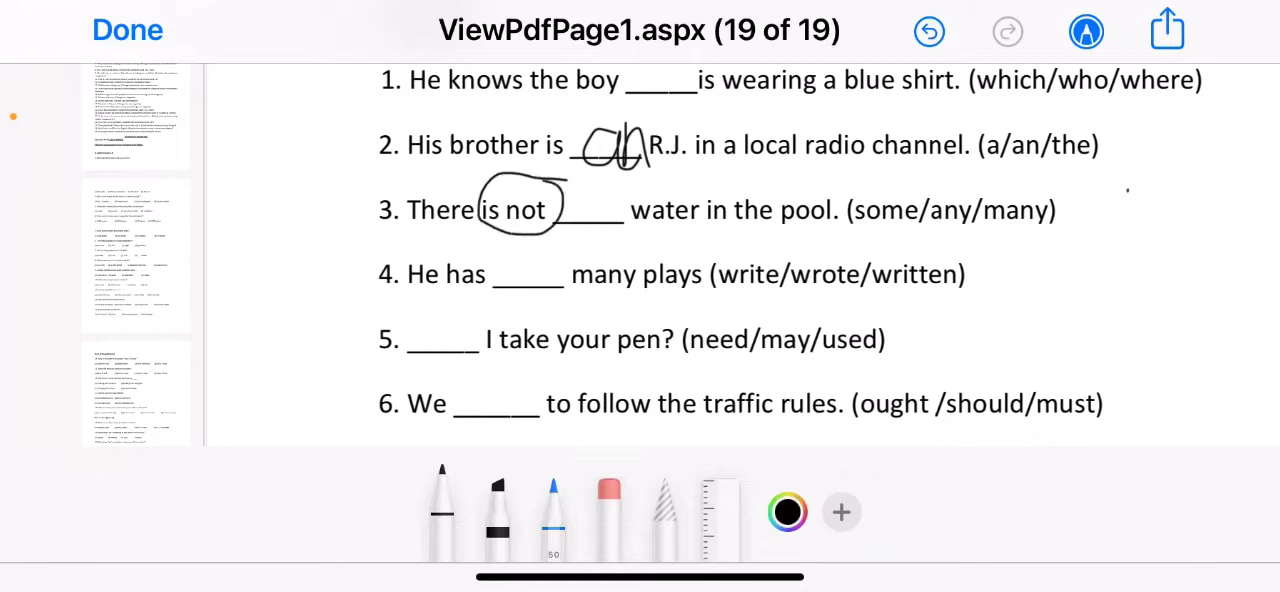 Done
ViewPdfPage1.aspx (19 of 19)
1. He knows the boy _____is wearing a blue shirt. (which/who/where)
2. His brother is an R.J. in a local radio channel. (a/an/the)
3. There is not _____ water in the pool. (some/any/many)
4. He has _____ many plays (write/wrote/written)
5. _____ I take your pen? (need/may/used)
6. We ______ to follow the traffic rules. (ought /should/must)
50